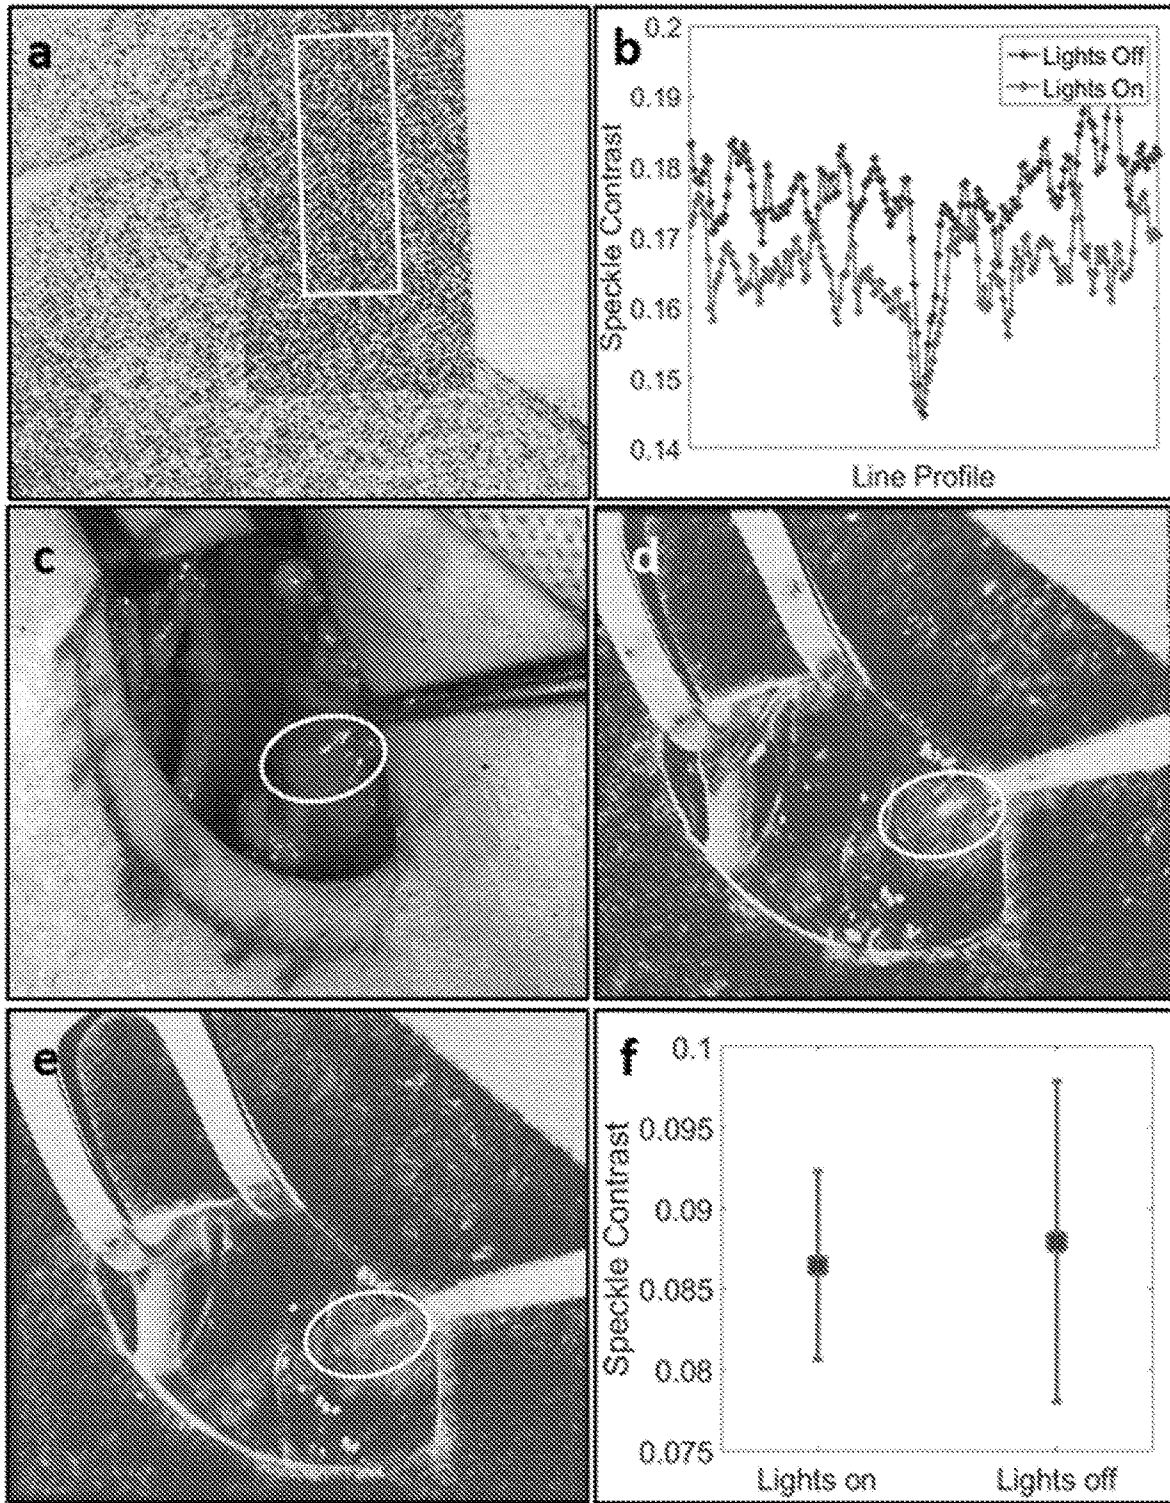 a
b
0.2
0.19
0.18
0.17
0.16
0.15
0.14
Speckle Contrast
Lights Off
Lights On
Line Profile
c
d
e
f
0.1
0.095
0.09
0.085
0.08
0.075
Speckle Contrast
Lights on
Lights off